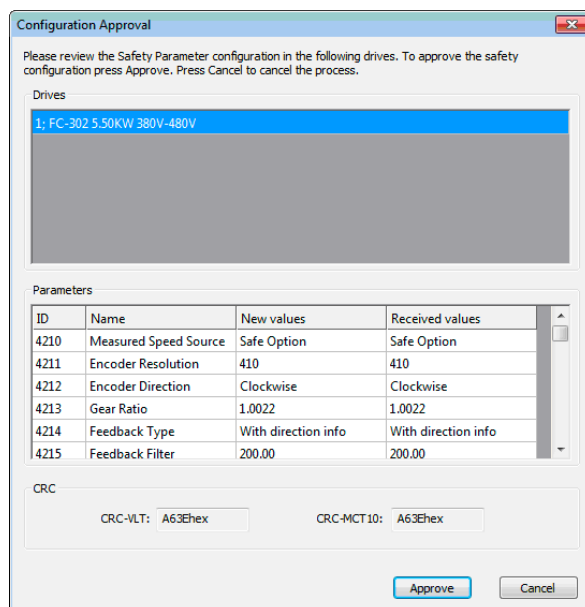 Configuration Approval
Please review the Safety Parameter configuration in the following drives. To approve the safety
configuration press Approve. Press Cancel to cancel the process.
Drives
1; FC-302 5.50KW 380V-480V
Parameters
ID Name New values Received values
4210 Measured Speed Source Safe Option Safe Option
4211 Encoder Resolution 410 410
4212 Encoder Direction Clockwise Clockwise
4213 Gear Ratio 1.0022 1.0022
4214 Feedback Type With direction info With direction info
4215 Feedback Filter 200.00 200.00
CRC
CRC-VLT: A63Ehex CRC-MCT10: A63Ehex
Approve Cancel